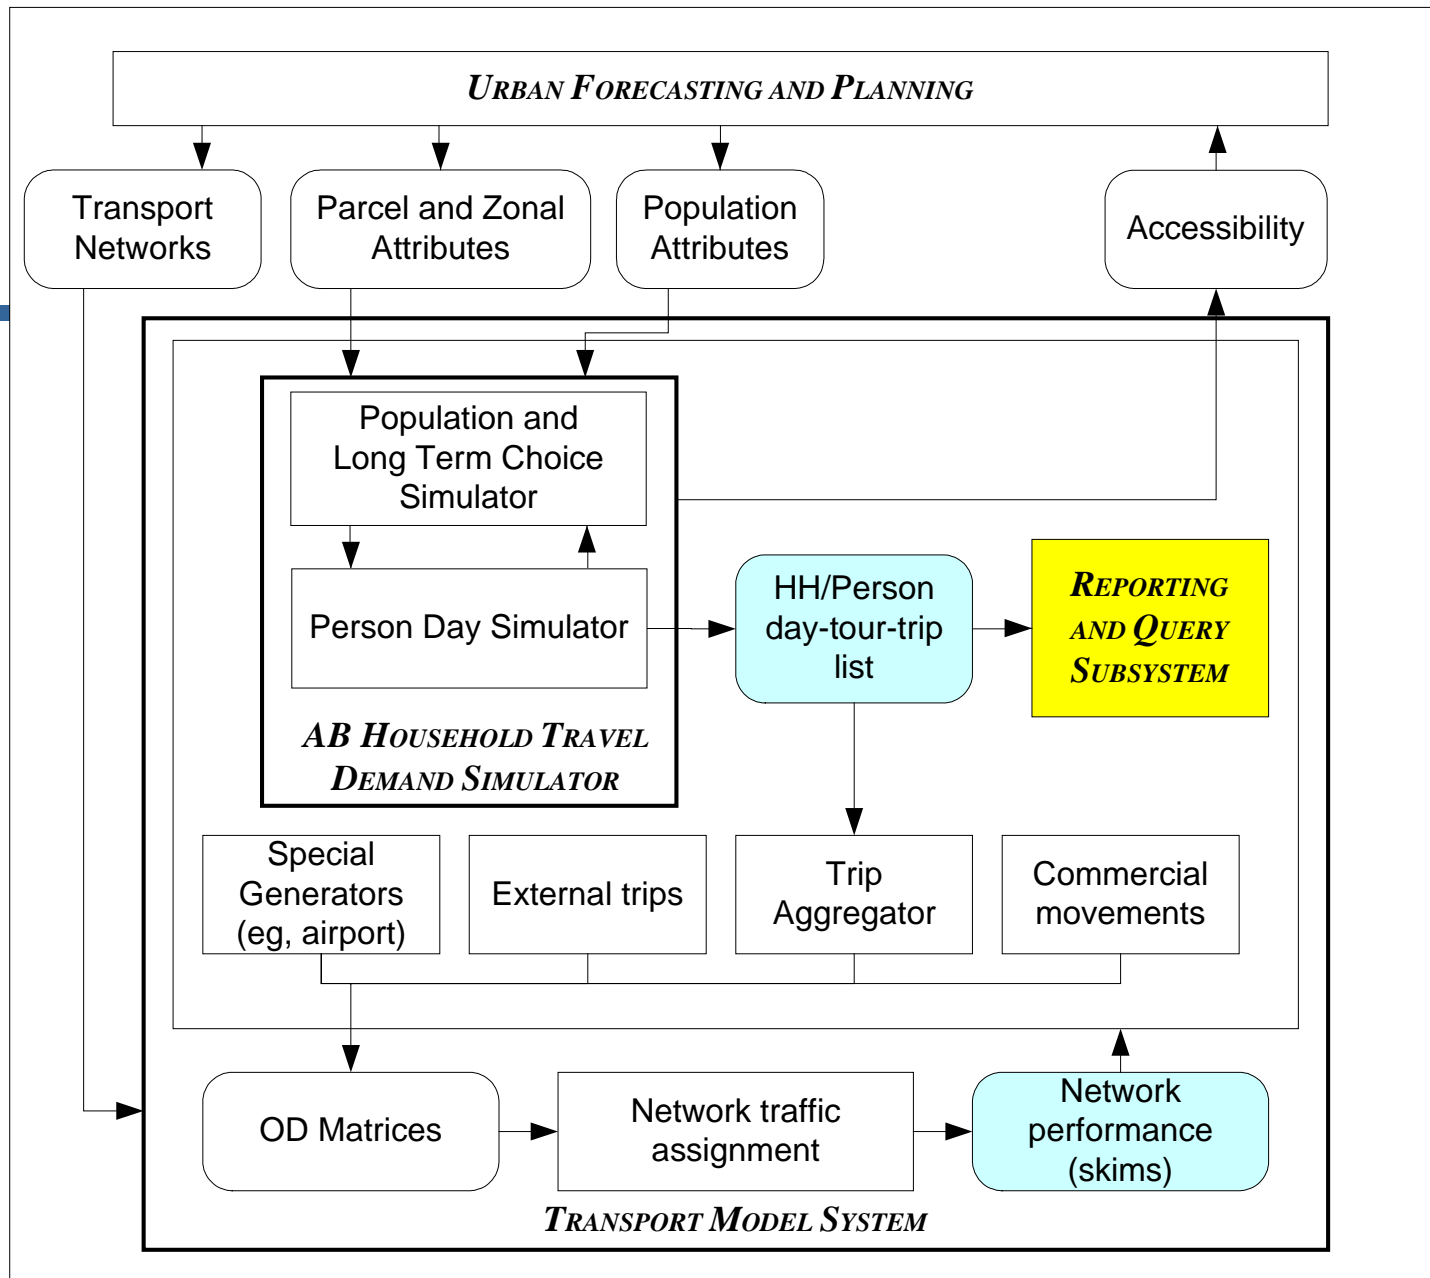 URBAN FORECASTING AND PLANNING
Transport
Networks
Parcel and Zonal
Attributes
Population
Attributes
Accessibility
Population and
Long Term Choice
Simulator
Person Day Simulator
AB HOUSEHOLD TRAVEL
DEMAND SIMULATOR
HH/Person
day-tour-trip
list
REPORTING
AND QUERY
SUBSYSTEM
Special
Generators
(eg, airport)
External trips
Trip
Aggregator
Commercial
movements
OD Matrices
Network traffic
assignment
Network
performance
(skims)
TRANSPORT MODEL SYSTEM